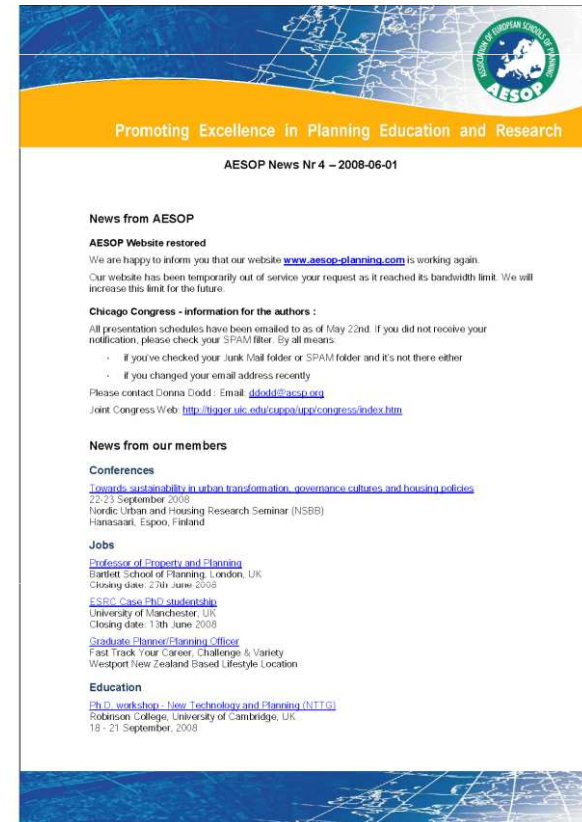 ASSOCIATION OF EUROPEAN SCHOOLS OF PLANNING
AESOP
Promoting Excellence in Planning Education and Research
AESOP News Nr 4 – 2008-06-01
News from AESOP
AESOP Website restored
We are happy to inform you that our website www.aesop-planning.com is working again.
Our website has been temporarily out of service your request as it reached its bandwidth limit. We will
increase this limit for the future.
Chicago Congress - information for the authors :
All presentation schedules have been emailed to as of May 22nd. If you did not receive your
notification, please check your SPAM filter. By all means:
- if you've checked your Junk Mail folder or SPAM folder and it's not there either
- if you changed your email address recently
Please contact Donna Dodd : Email: ddodd@acsp.org
Joint Congress Web: http://tigger.uic.edu/cuppa/upp/congress/index.htm
News from our members
Conferences
Towards sustainability in urban transformation, governance cultures and housing policies
22-23 September 2008
Nordic Urban and Housing Research Seminar (NSBB)
Hanasaari, Espoo, Finland
Jobs
Professor of Property and Planning
Bartlett School of Planning, London, UK
Closing date: 27th June 2008
ESRC Case PhD studentship
University of Manchester, UK
Closing date: 13th June 2008
Graduate Planner/Planning Officer
Fast Track Your Career, Challenge & Variety
Westport New Zealand Based Lifestyle Location
Education
Ph.D. workshop - New Technology and Planning (NTTG)
Robinson College, University of Cambridge, UK
18 - 21 September, 2008